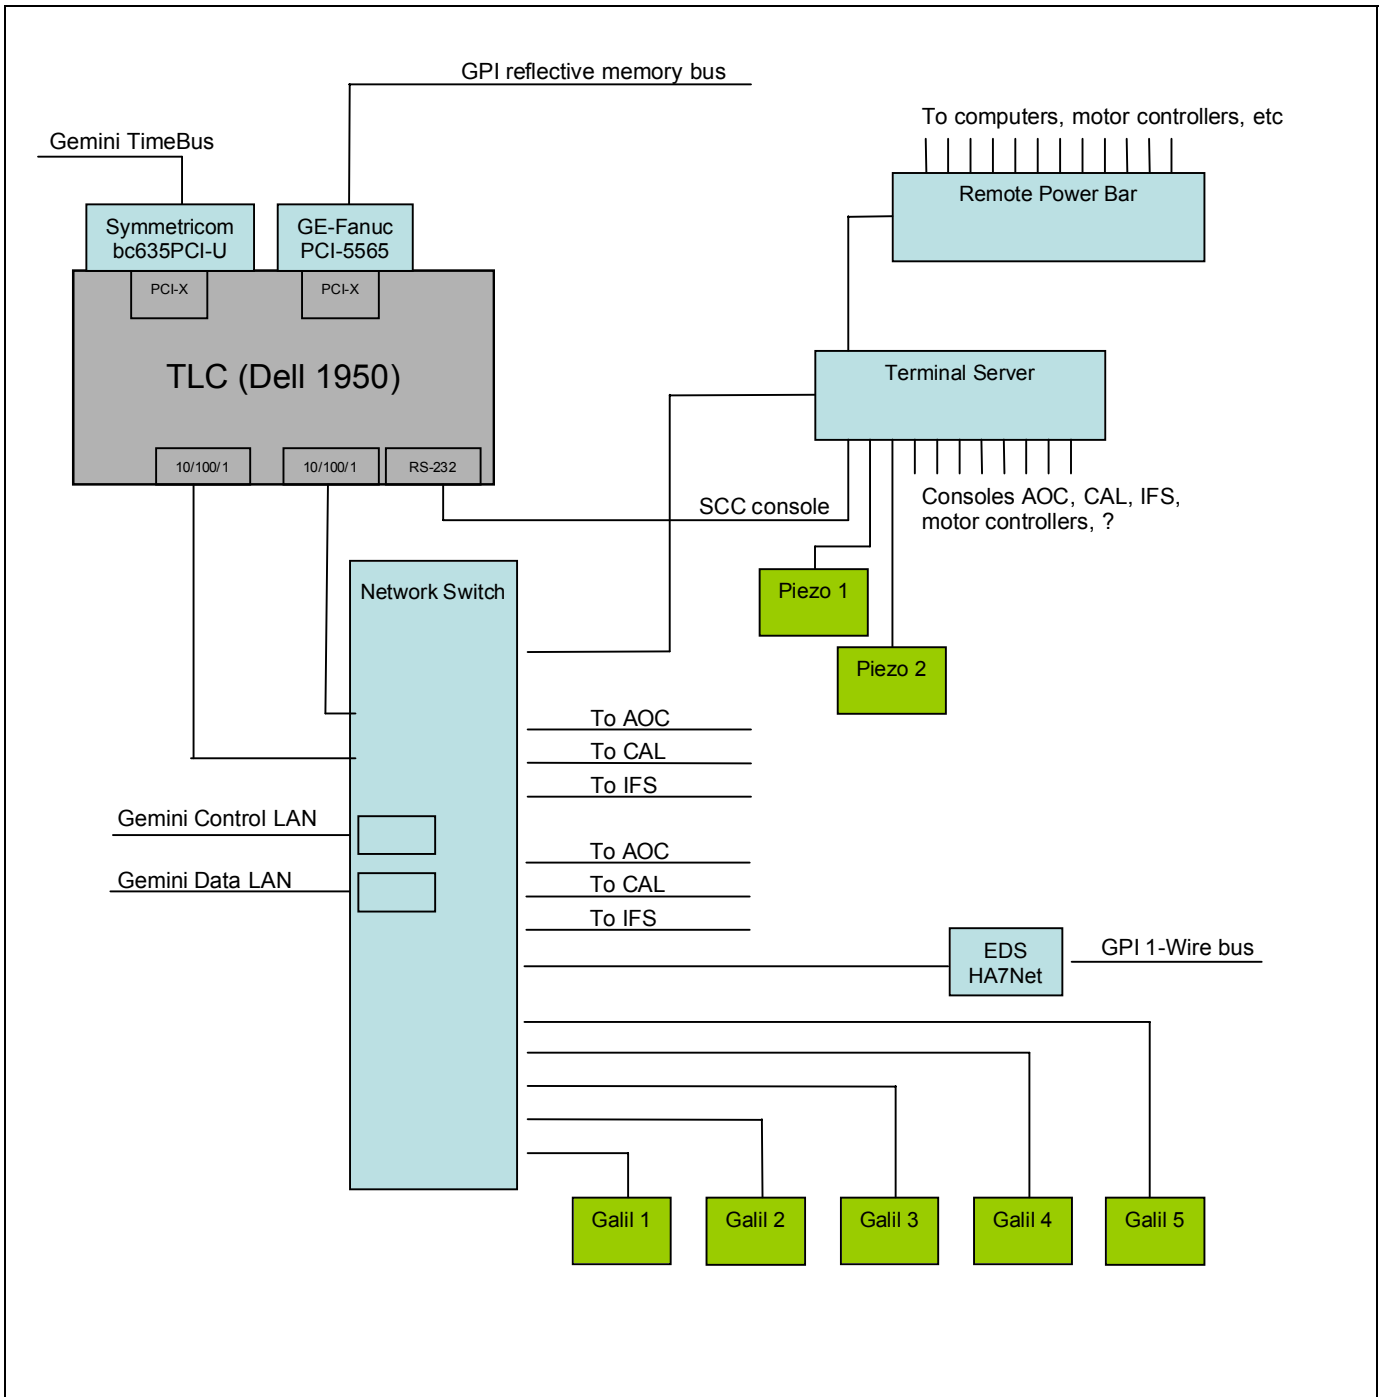 GPI reflective memory bus
To computers, motor controllers, etc
Gemini TimeBus
Remote Power Bar
Symmetricom
bc635PCI-U
GE-Fanuc
PCI-5565
PCI-X
PCI-X
TLC (Dell 1950)
Terminal Server
10/100/1
10/100/1
RS-232
SCC console
Consoles AOC, CAL, IFS,
motor controllers, ?
Network Switch
Piezo 1
Piezo 2
To AOC
To CAL
To IFS
Gemini Control LAN
To AOC
Gemini Data LAN
To CAL
To IFS
EDS
HA7Net
GPI 1-Wire bus
Galil 1
Galil 2
Galil 3
Galil 4
Galil 5